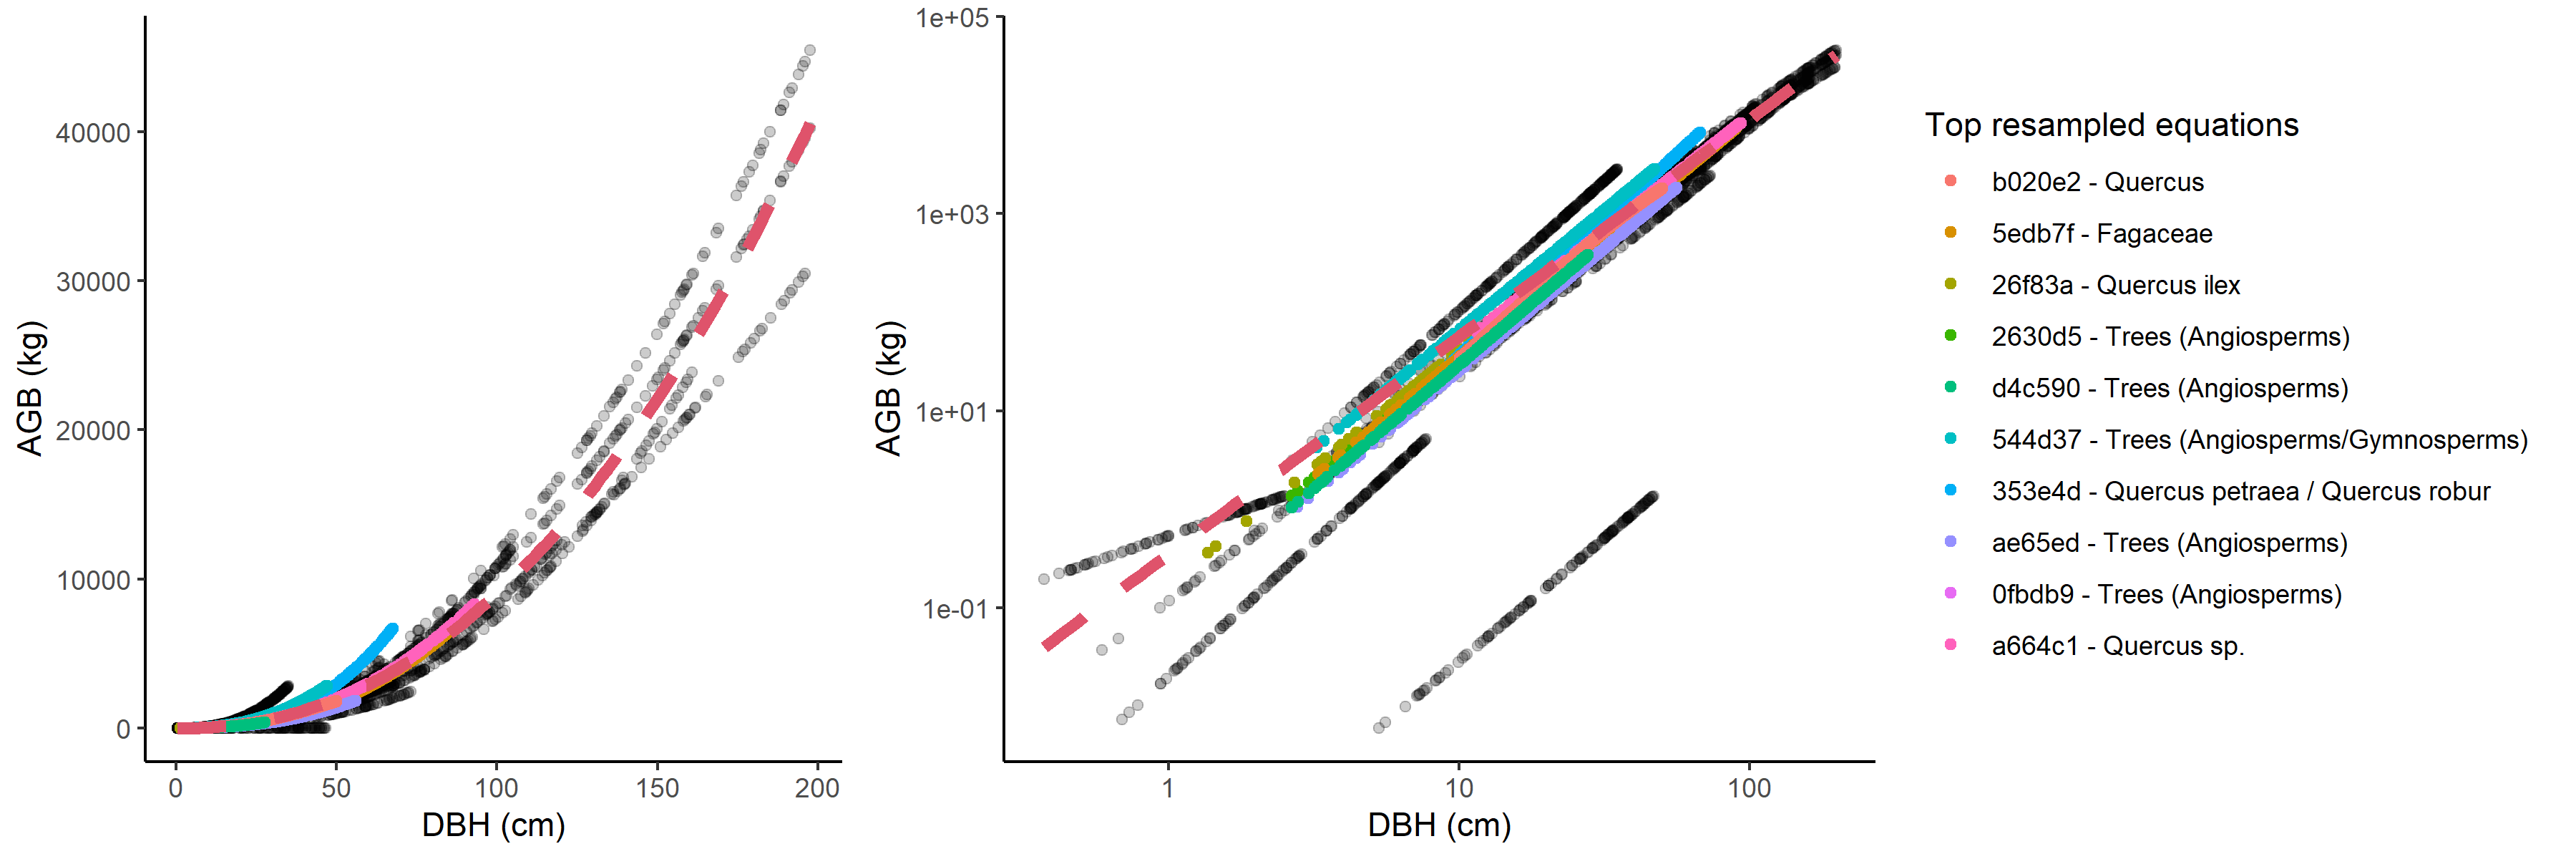 AGB (kg)
40000
30000
20000
10000
0
0 50 100 150 200
DBH (cm)
AGB (kg)
1e+05
1e+03
1e+01
1e-01
1 10 100
DBH (cm)
Top resampled equations
b020e2 - Quercus
5edb7f - Fagaceae
26f83a - Quercus ilex
2630d5 - Trees (Angiosperms)
d4c590 - Trees (Angiosperms)
544d37 - Trees (Angiosperms/Gymnosperms)
353e4d - Quercus petraea / Quercus robur
ae65ed - Trees (Angiosperms)
0fbdb9 - Trees (Angiosperms)
a664c1 - Quercus sp.